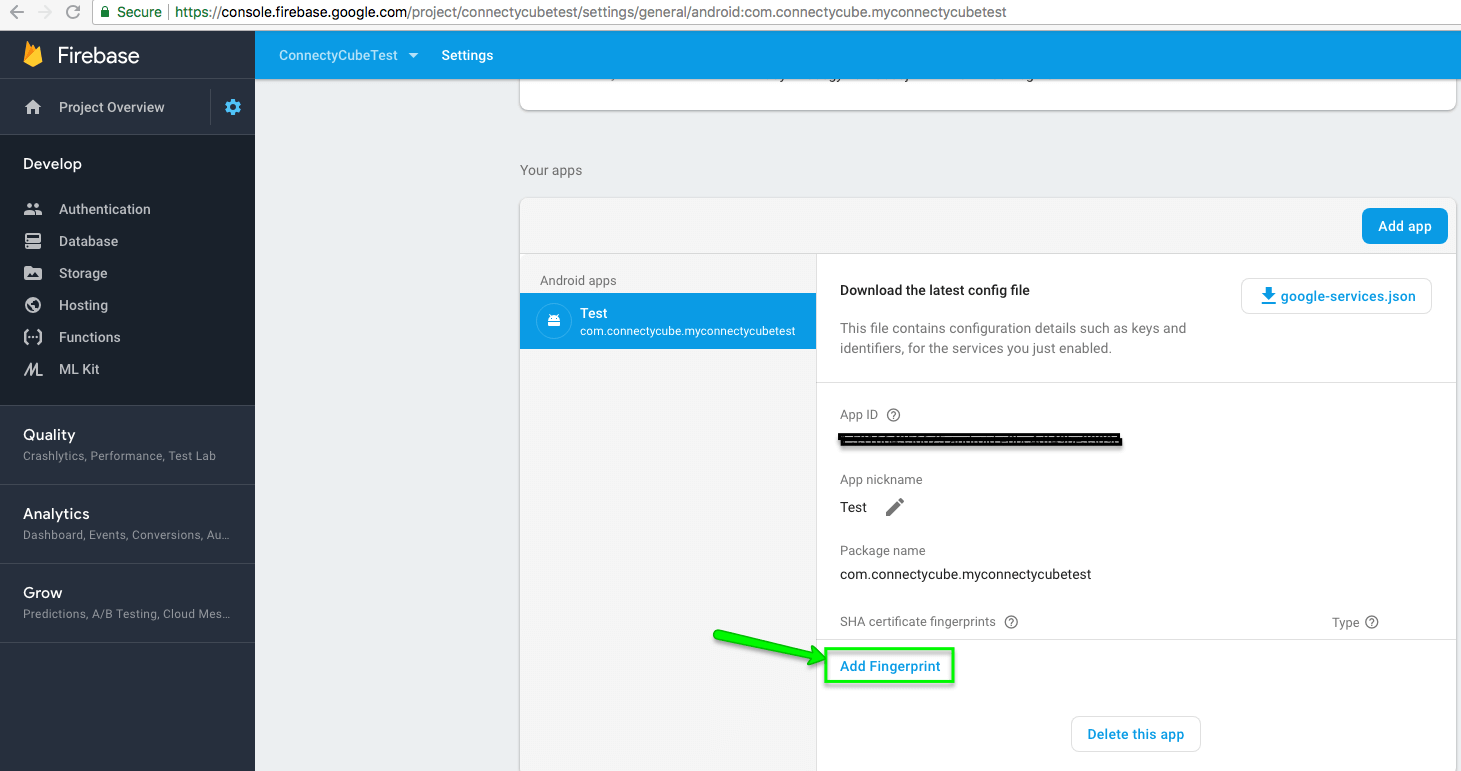 Secure https://console.firebase.google.com/project/connectycubetest/settings/general/android:com.connectycube.myconnectycubetest
Firebase
ConnectyCubeTest Settings
Project Overview
Develop
Authentication
Database
Storage
Hosting
Functions
ML Kit
Quality
Crashlytics, Performance, Test Lab
Analytics
Dashboard, Events, Conversions, Au...
Grow
Predictions, A/B Testing, Cloud Mes...
Your apps
Add app
Android apps
Test
com.connectycube.myconnectycubetest
Download the latest config file
google-services.json
This file contains configuration details such as keys and
identifiers, for the services you just enabled.
App ID ?
App nickname
Test
Package name
com.connectycube.myconnectycubetest
SHA certificate fingerprints ? Type ?
Add Fingerprint
Delete this app